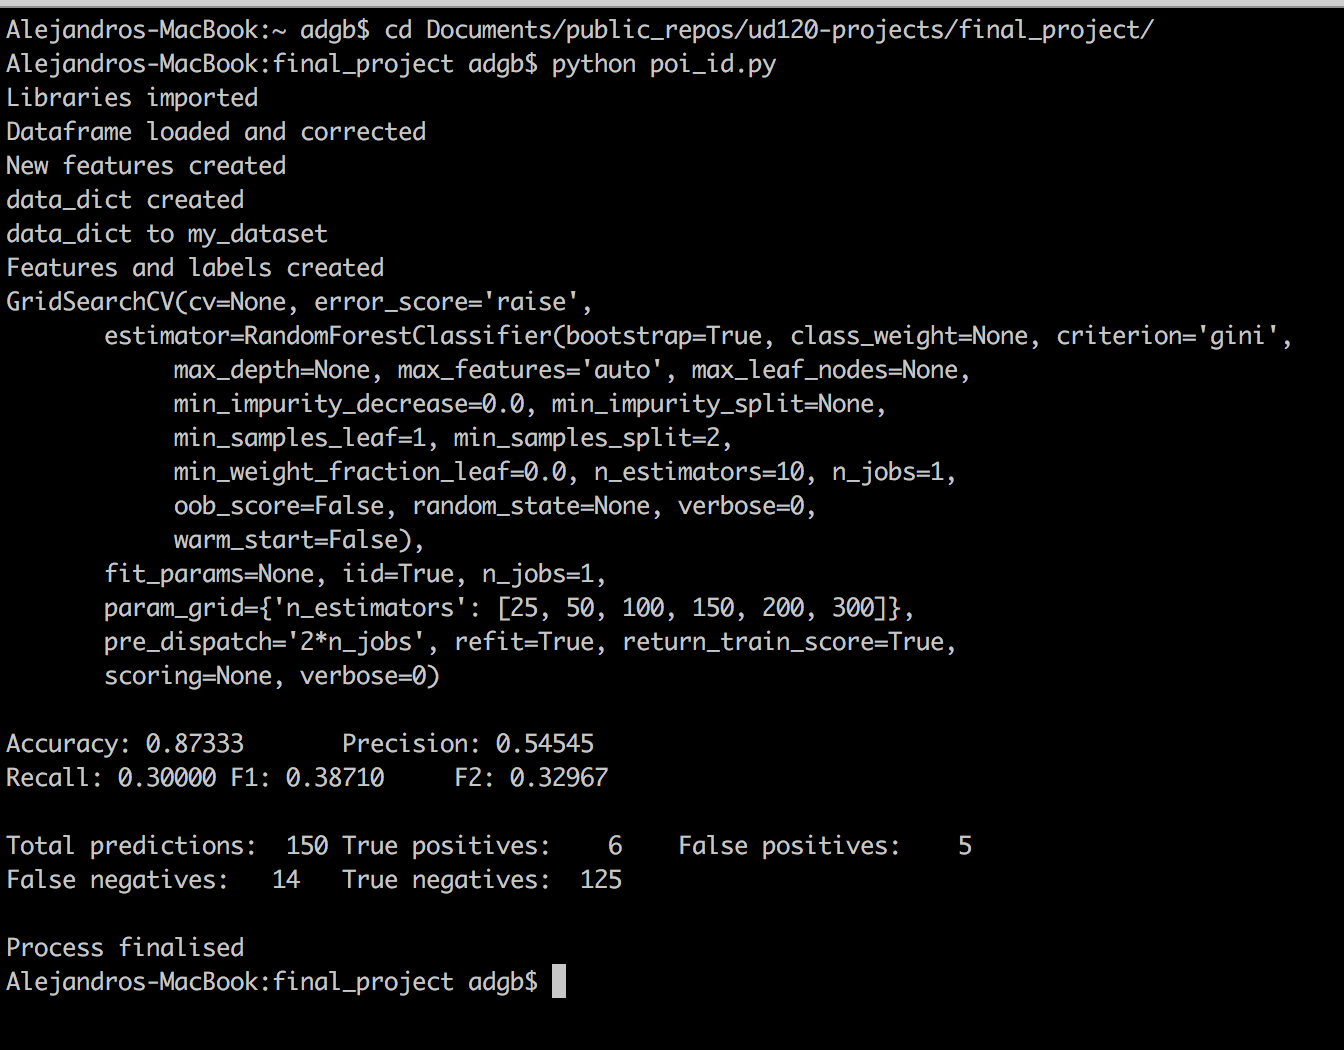 Alejandros-MacBook:~ adgb$ cd Documents/public_repos/ud120-projects/final_project/
Alejandros-MacBook:final_project adgb$ python poi_id.py
Libraries imported
Dataframe loaded and corrected
New features created
data_dict created
data_dict to my_dataset
Features and labels created
GridSearchCV(cv=None, error_score='raise',
       estimator=RandomForestClassifier(bootstrap=True, class_weight=None, criterion='gini',
            max_depth=None, max_features='auto', max_leaf_nodes=None,
            min_impurity_decrease=0.0, min_impurity_split=None,
            min_samples_leaf=1, min_samples_split=2,
            min_weight_fraction_leaf=0.0, n_estimators=10, n_jobs=1,
            oob_score=False, random_state=None, verbose=0,
            warm_start=False),
       fit_params=None, iid=True, n_jobs=1,
       param_grid={'n_estimators': [25, 50, 100, 150, 200, 300]},
       pre_dispatch='2*n_jobs', refit=True, return_train_score=True,
       scoring=None, verbose=0)

Accuracy: 0.87333       Precision: 0.54545
Recall: 0.30000 F1: 0.38710     F2: 0.32967

Total predictions:  150 True positives:    6    False positives:    5
False negatives:   14   True negatives:  125

Process finalised
Alejandros-MacBook:final_project adgb$